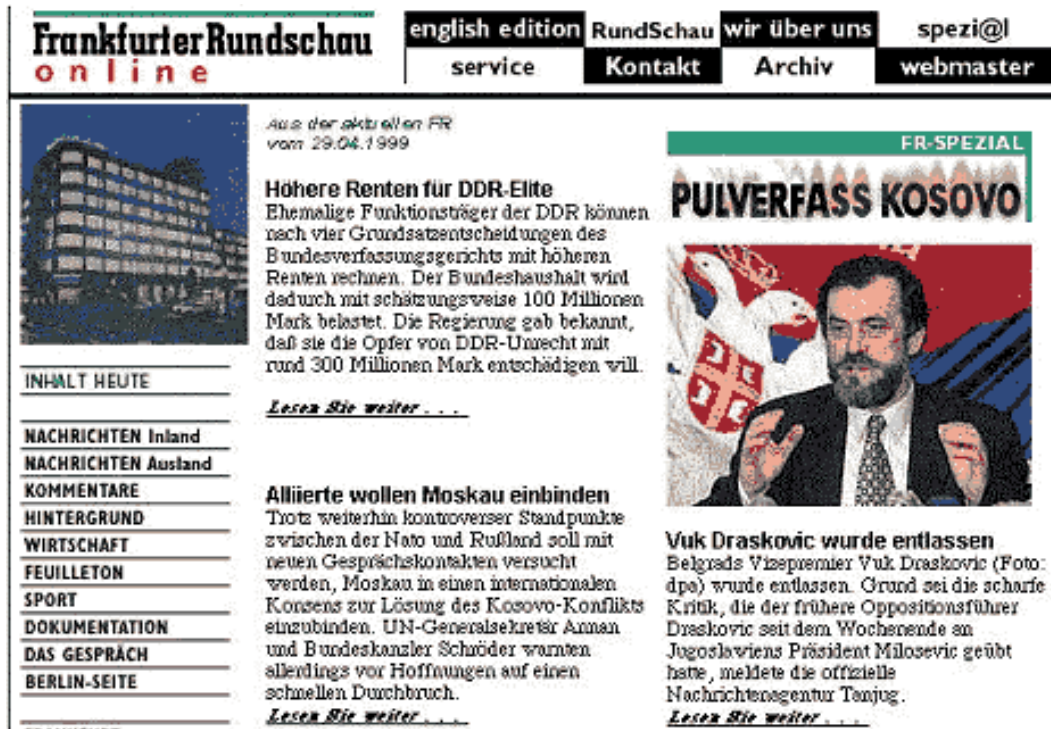 Frankfurter Rundschau
online
english edition RundSchau wir über uns spezi@l
service Kontakt Archiv webmaster
INHALT HEUTE
NACHRICHTEN Inland
NACHRICHTEN Ausland
KOMMENTARE
HINTERGRUND
WIRTSCHAFT
FEUILLETON
SPORT
DOKUMENTATION
DAS GESPRÄCH
BERLIN-SEITE
Aus der aktuellen FR
vom 29.04.1999
Höhere Renten für DDR-Elite
Ehemalige Funktionsträger der DDR können
nach vier Grundsatzentscheidungen des
Bundesverfassungsgerichts mit höheren
Renten rechnen. Der Bundeshaushalt wird
dadurch mit schätzungsweise 100 Millionen
Mark belastet. Die Regierung gab bekannt,
daß sie die Opfer von DDR-Unrecht mit
rund 300 Millionen Mark entschädigen will.
Lesen Sie weiter . . .
Alliierte wollen Moskau einbinden
Trotz weiterhin kontroverser Standpunkte
zwischen der Nato und Rußland soll mit
neuen Gesprächskontakten versucht
werden, Moskau in einen internationalen
Konsens zur Lösung des Kosovo-Konflikts
einzubinden. UN-Generalsekretär Annan
und Bundeskanzler Schröder warnten
allerdings vor Hoffnungen auf einen
schnellen Durchbruch.
Lesen Sie weiter . . .
FR-SPEZIAL
PULVERFASS KOSOVO
Vuk Draskovic wurde entlassen
Belgrads Vizepremier Vuk Draskovic (Foto:
dpa) wurde entlassen. Grund sei die scharfe
Kritik, die der frühere Oppositionsführer
Draskovic seit dem Wochenende an
Jugoslawiens Präsident Milosevic geübt
hatte, meldete die offizielle
Nachrichtenagentur Tanjug.
Lesen Sie weiter . . .